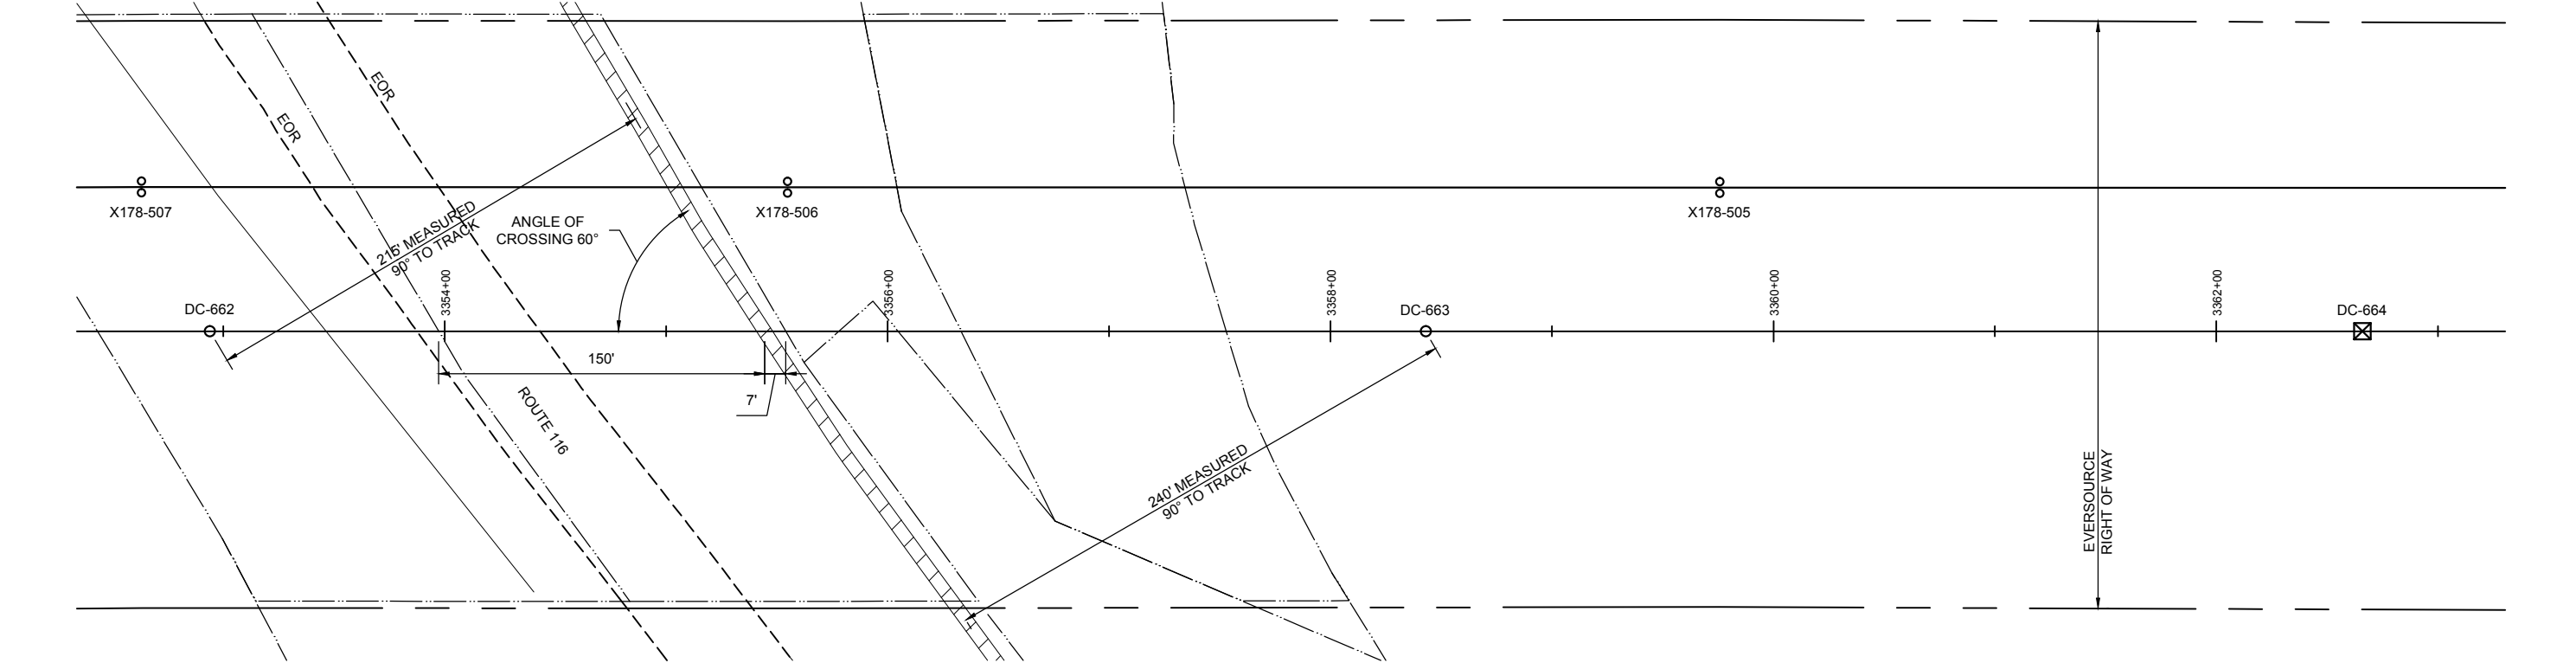 EOR
EOR
X178-507
X178-506
X178-505
215' MEASURED
90° TO TRACK
ANGLE OF
CROSSING 60°
DC-662
3354+00
3356+00
3358+00
DC-663
3360+00
3362+00
DC-664
150'
7'
ROUTE 116
240' MEASURED
90° TO TRACK
EVERSOURCE
RIGHT OF WAY